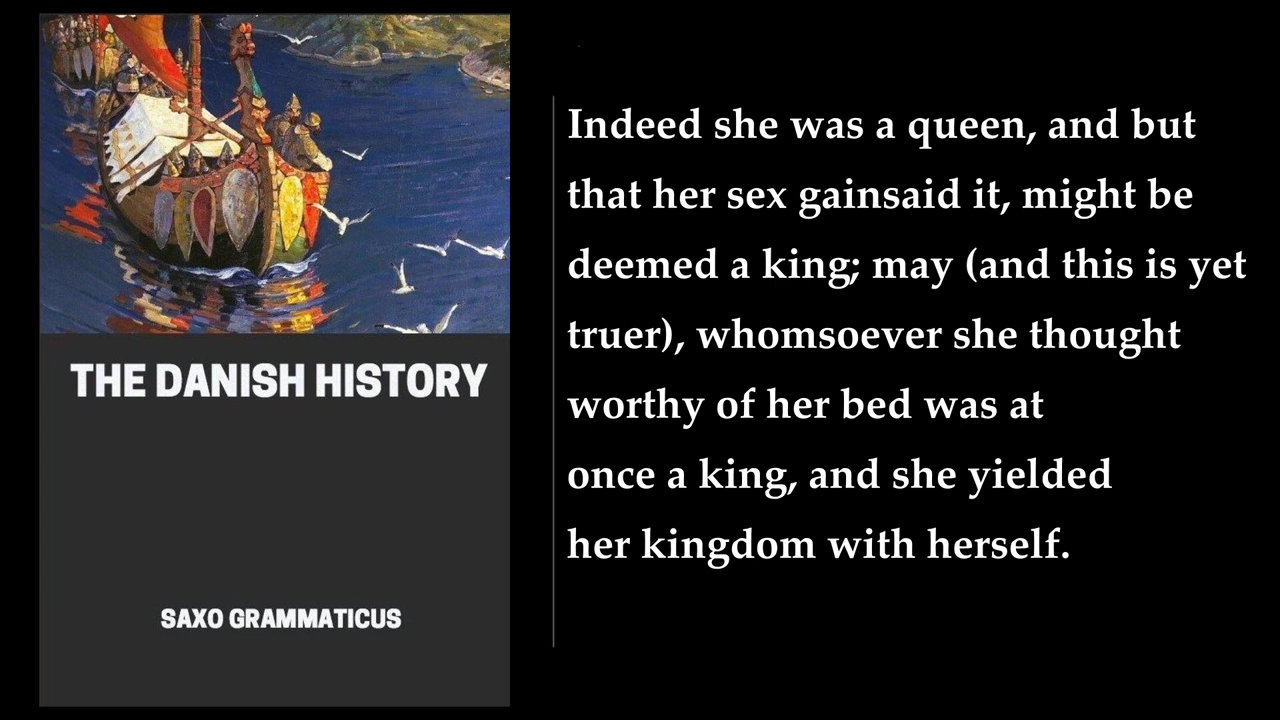 THE DANISH HISTORY
SAXO GRAMMATICUS
Indeed she was a queen, and but
that her sex gainsaid it, might be
deemed a king; may (and this is yet
truer), whomsoever she thought
worthy of her bed was at
once a king, and she yielded
her kingdom with herself.